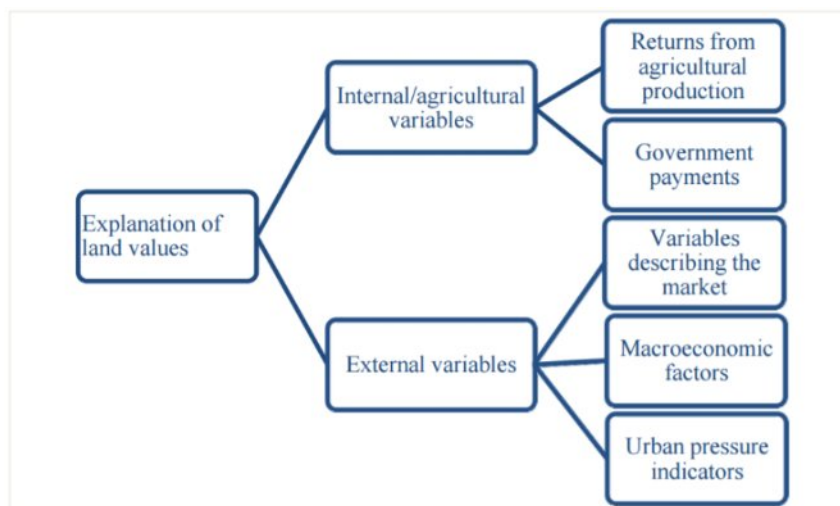 Explanation of
land values
Internal/agricultural
variables
Returns from
agricultural
production
Government
payments
External variables
Variables
describing the
market
Macroeconomic
factors
Urban pressure
indicators